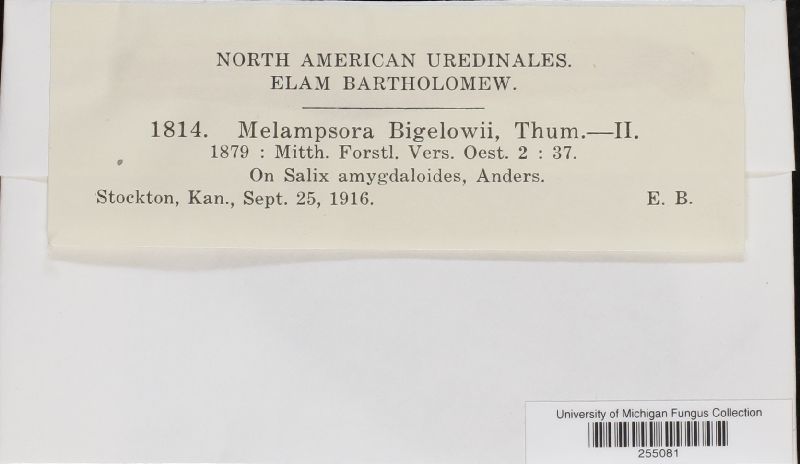 NORTH AMERICAN UREDINALES.
ELAM BARTHOLOMEW.
1814. Melampsora Bigelowii, Thum.—II.
1879 : Mitth. Forstl. Vers. Oest. 2 : 37.
On Salix amygdaloides, Anders.
Stockton, Kan., Sept. 25, 1916. E. B.
University of Michigan Fungus Collection
255081